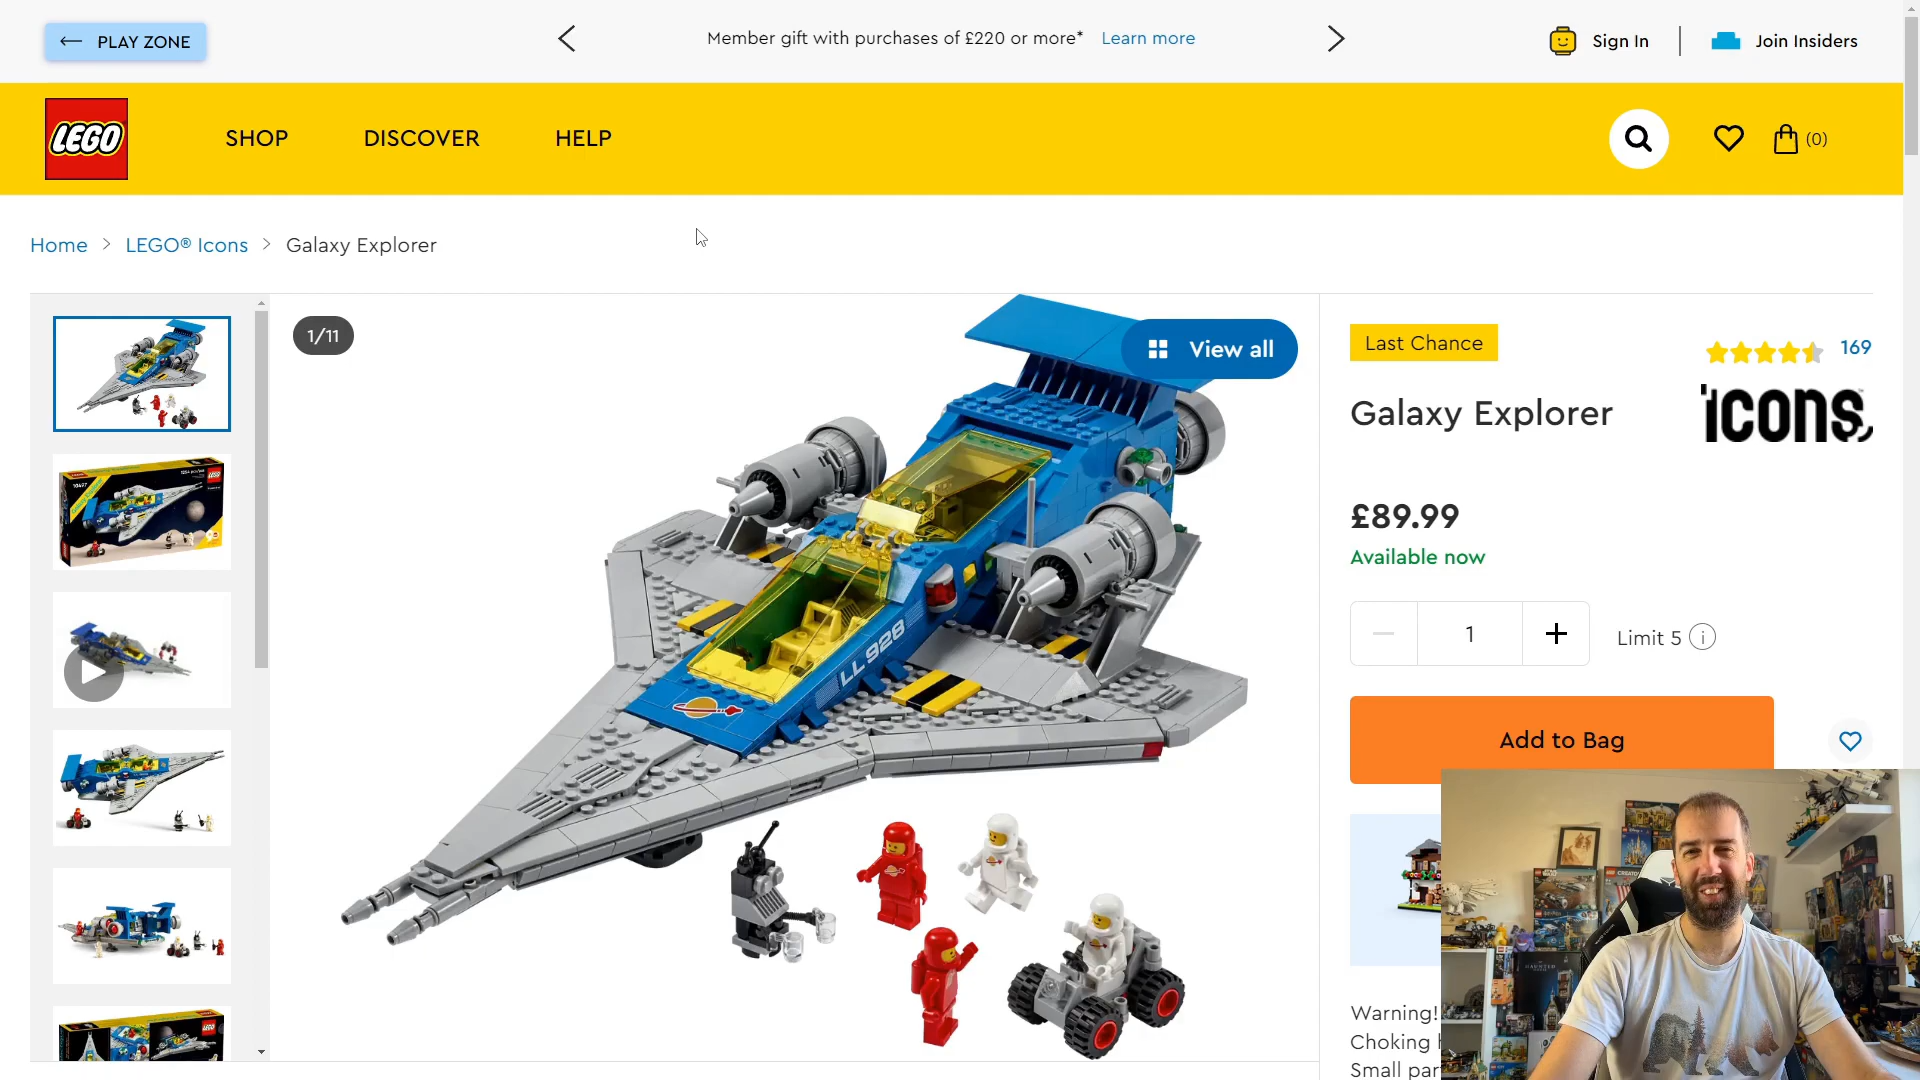 PLAY ZONE
Member gift with purchases of £220 or more* Learn more
Sign In
Join Insiders
LEGO
SHOP
DISCOVER
HELP
(0)
Home
LEGO® Icons
Galaxy Explorer
1/11
View all
Last Chance
169
Galaxy Explorer
icons
£89.99
Available now
1
Limit 5
Add to Bag
LL 928
Warning!
Choking
Small par